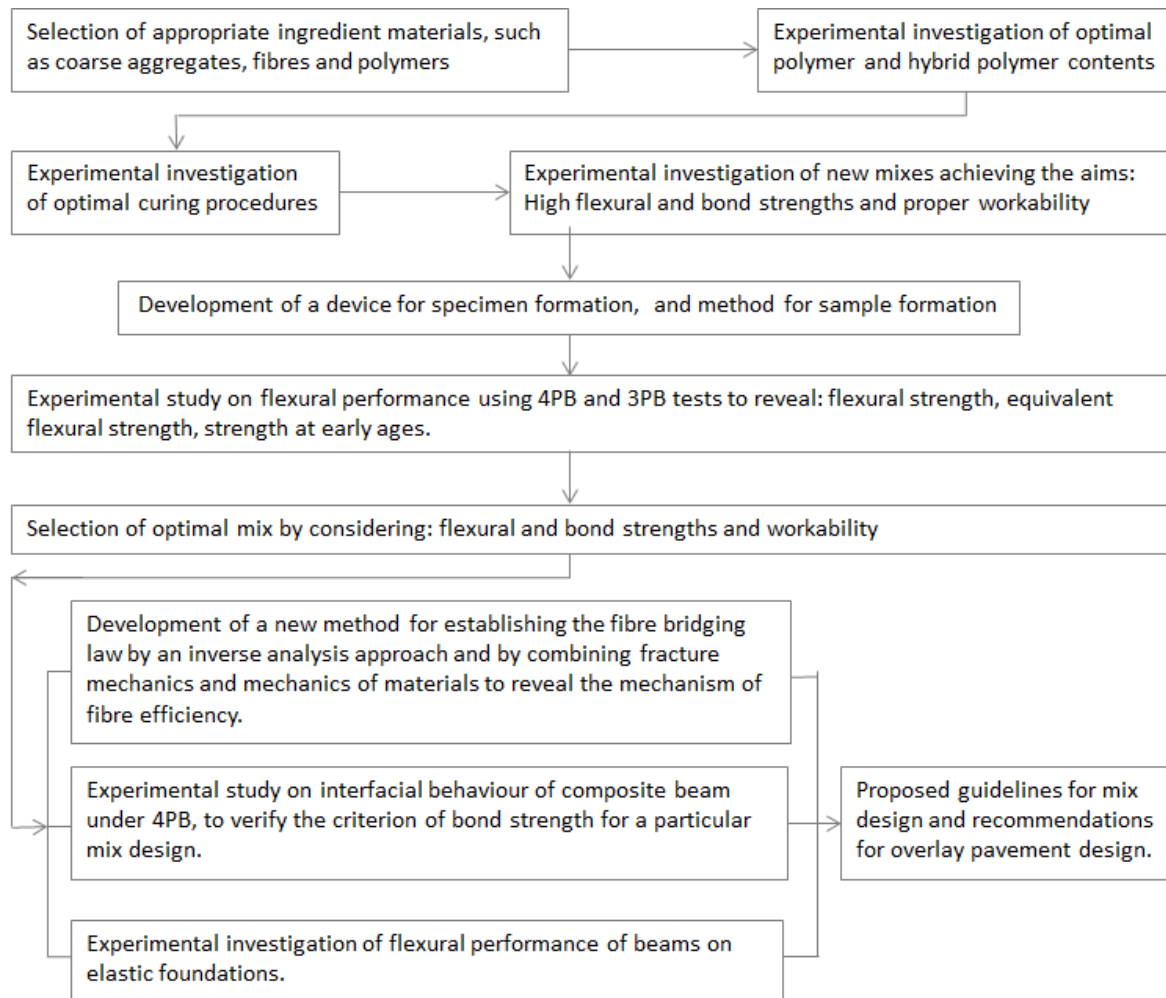 Selection of appropriate ingredient materials, such
as coarse aggregates, fibres and polymers
Experimental investigation of optimal
polymer and hybrid polymer contents
Experimental investigation
of optimal curing procedures
Experimental investigation of new mixes achieving the aims:
High flexural and bond strengths and proper workability
Development of a device for specimen formation, and method for sample formation
Experimental study on flexural performance using 4PB and 3PB tests to reveal: flexural strength, equivalent
flexural strength, strength at early ages.
Selection of optimal mix by considering: flexural and bond strengths and workability
Development of a new method for establishing the fibre bridging
law by an inverse analysis approach and by combining fracture
mechanics and mechanics of materials to reveal the mechanism of
fibre efficiency.
Experimental study on interfacial behaviour of composite beam
under 4PB, to verify the criterion of bond strength for a particular
mix design.
Proposed guidelines for mix
design and recommendations
for overlay pavement design.
Experimental investigation of flexural performance of beams on
elastic foundations.